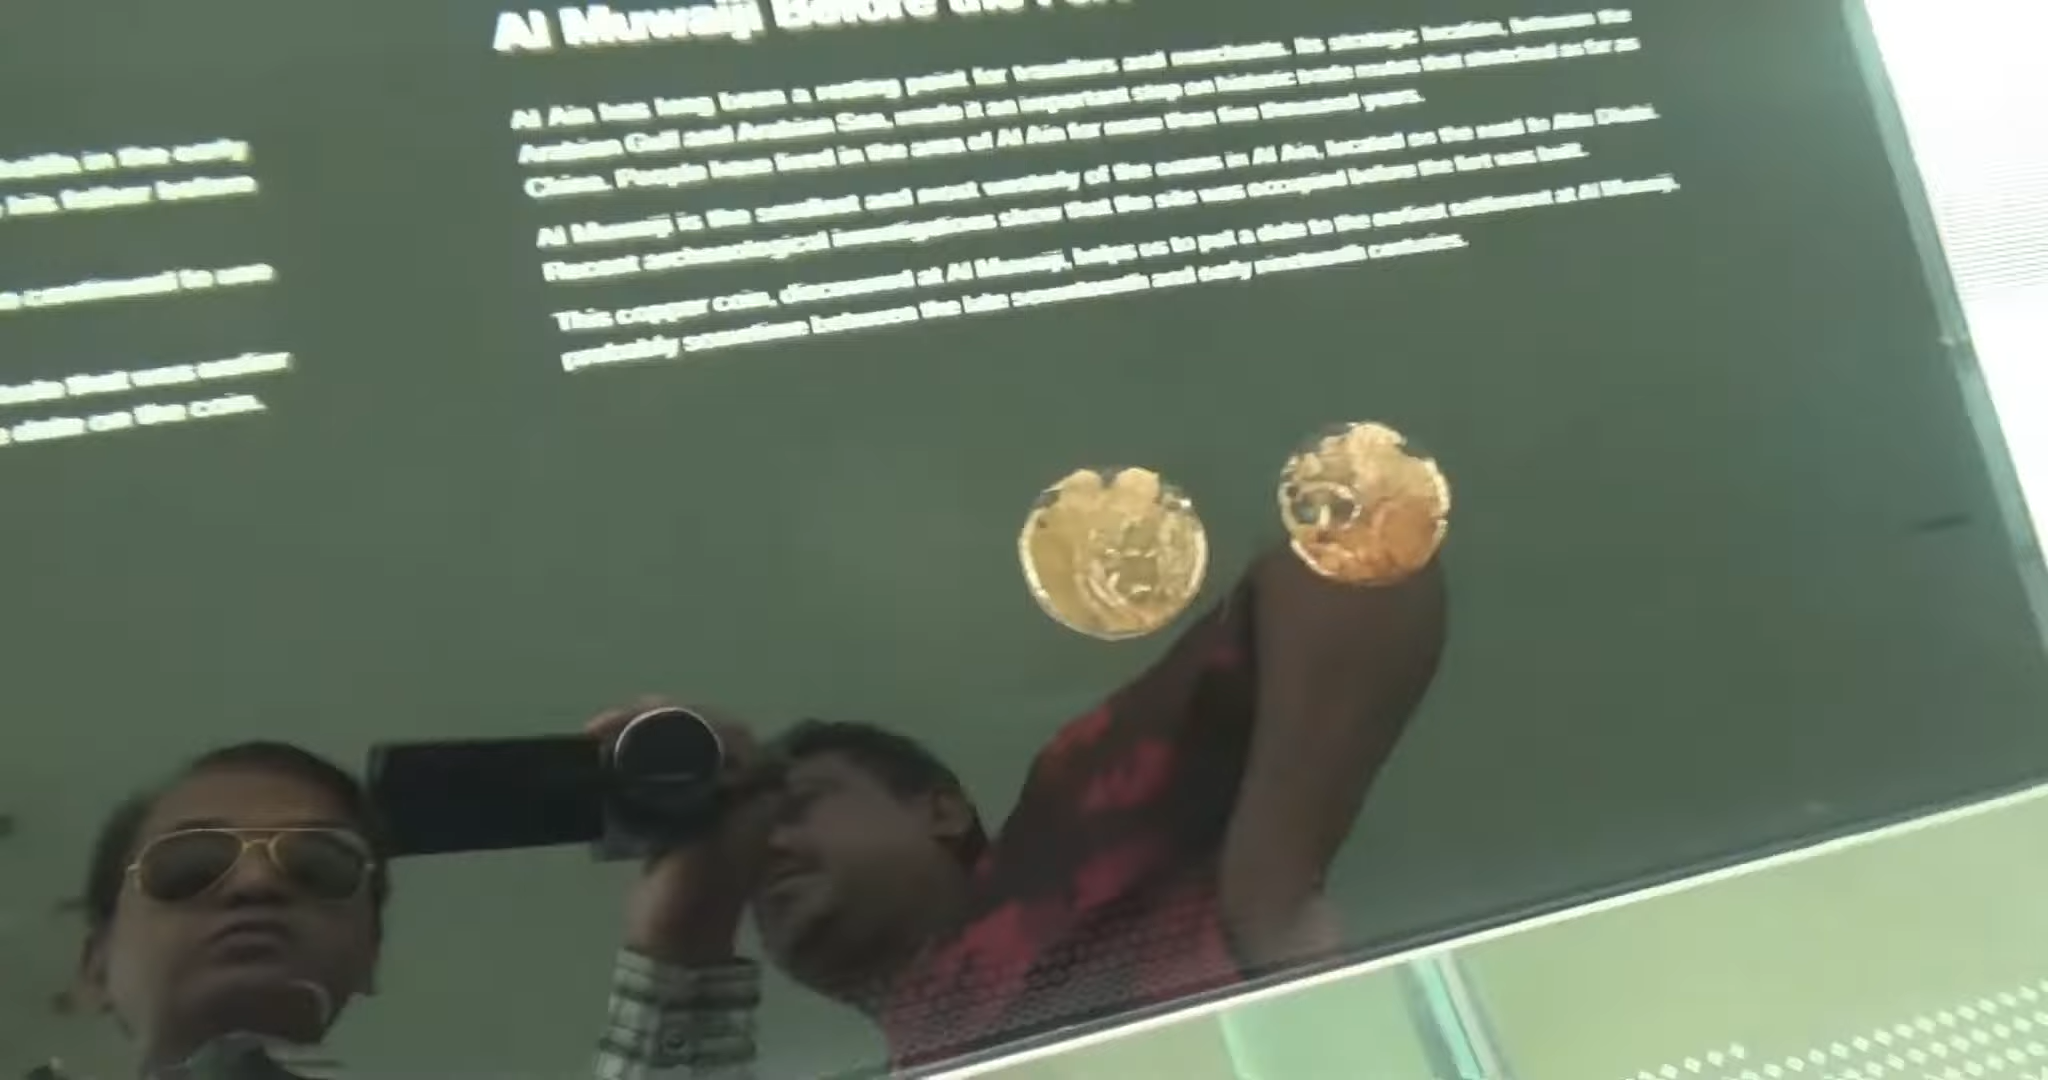 Al Muwaiji Before the Fort
Al Ain has long been a resting point for travellers and merchants. Its strategic location, between the
Arabian Gulf and Arabian Sea, made it an important stop on historic trade routes that stretched as far as
China. People have lived in the area of Al Ain for more than five thousand years.
Al Muwaiji is the smallest and most westerly of the oases in Al Ain, located on the road to Abu Dhabi.
Recent archaeological investigations show that the site was occupied before the fort was built.
This copper coin, discovered at Al Muwaiji, helps us to put a date to the earliest settlement at Al Muwaiji,
probably sometime between the late seventeenth and early nineteenth centuries.
is the only
his father before
continued to use
that was earlier
date on the coin.